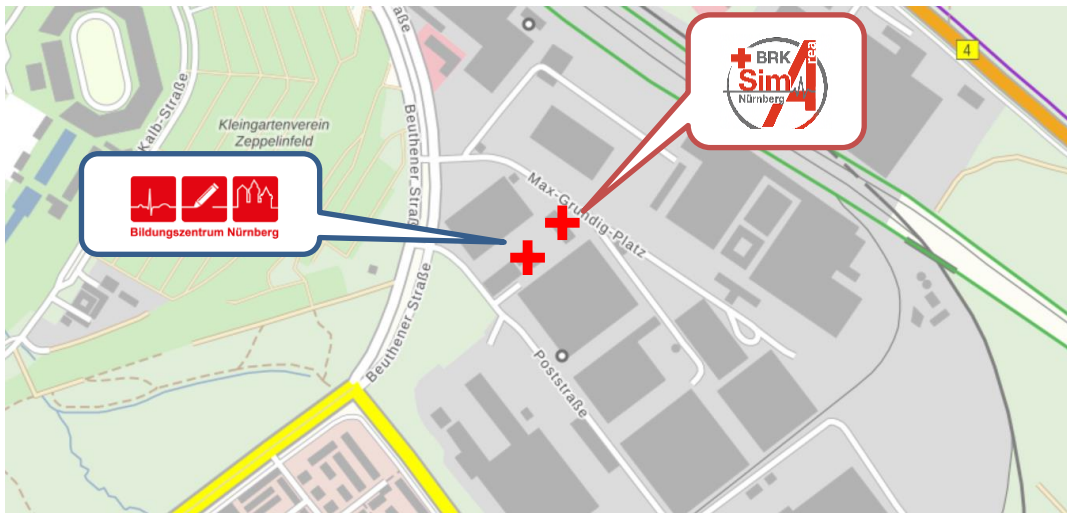 Beuthener Straße
4
BRK
SimAreal
Nürnberg
Kalb-Straße
Kleingartenverein
Zeppelinfeld
Beuthener Straße
Max-Grundig-Platz
Bildungszentrum Nürnberg
Beuthener Straße
Poststraße